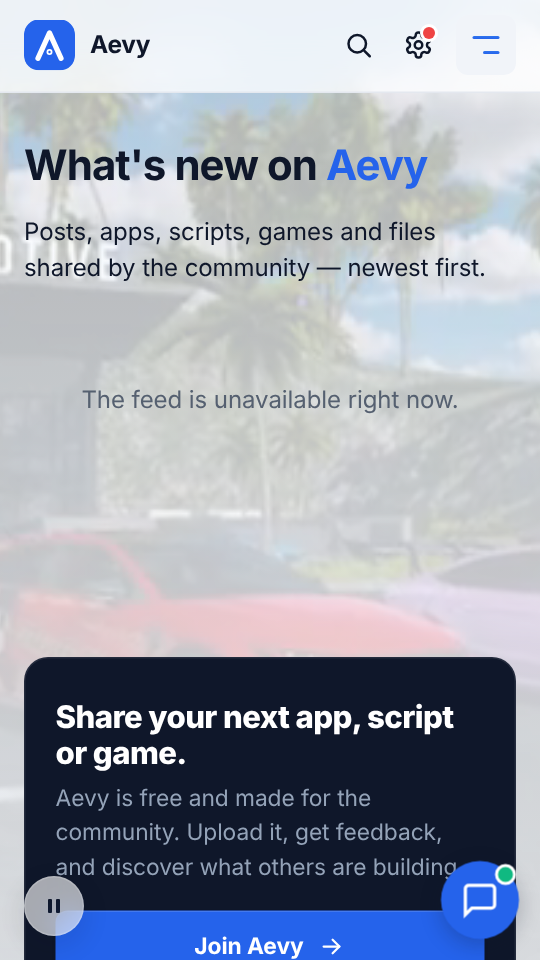 Aevy
What's new on Aevy
Posts, apps, scripts, games and files
shared by the community — newest first.
The feed is unavailable right now.
Share your next app, script
or game.
Aevy is free and made for the
community. Upload it, get feedback,
and discover what others are building.
Join Aevy →